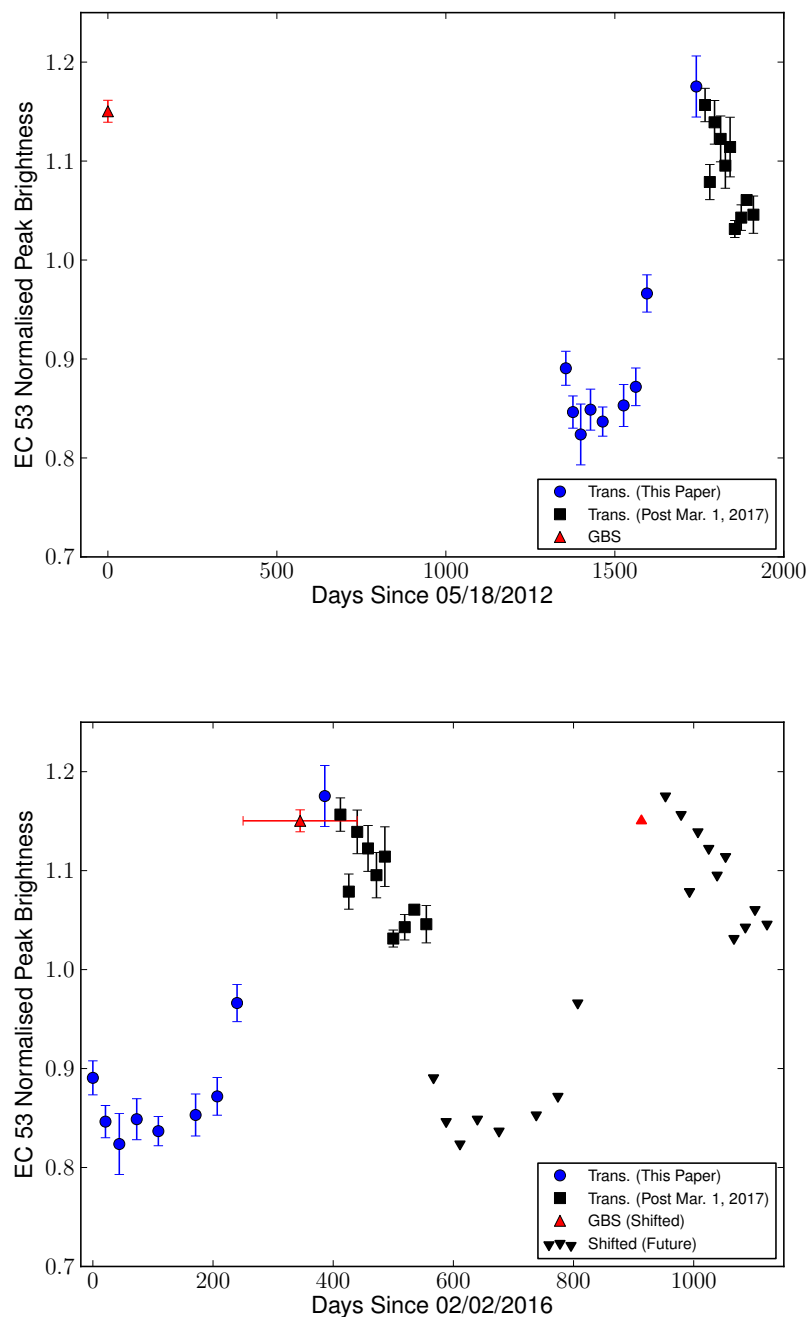 1.2
1.1
1.0
0.9
0.8
0.7
EC 53 Normalised Peak Brightness
Trans. (This Paper)
Trans. (Post Mar. 1, 2017)
GBS
0 500 1000 1500 2000
Days Since 05/18/2012
1.2
1.1
1.0
0.9
0.8
0.7
EC 53 Normalised Peak Brightness
Trans. (This Paper)
Trans. (Post Mar. 1, 2017)
GBS (Shifted)
Shifted (Future)
0 200 400 600 800 1000
Days Since 02/02/2016